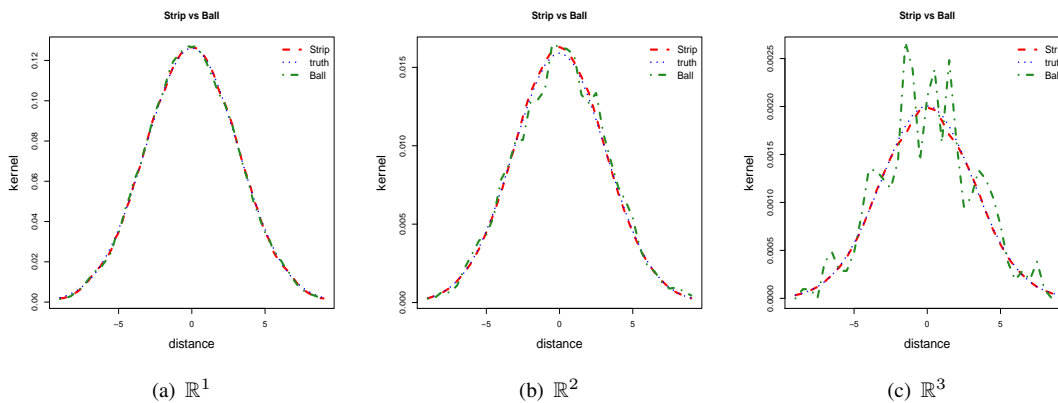 Strip vs Ball
Strip
truth
Ball
kernel
0.00 0.02 0.04 0.06 0.08 0.10 0.12
−5 0 5
distance
(a) ℝ1
Strip vs Ball
Strip
truth
Ball
kernel
0.000 0.005 0.010 0.015
−5 0 5
distance
(b) ℝ2
Strip vs Ball
Strip
truth
Ball
kernel
0.0000 0.0005 0.0010 0.0015 0.0020 0.0025
−5 0 5
distance
(c) ℝ3